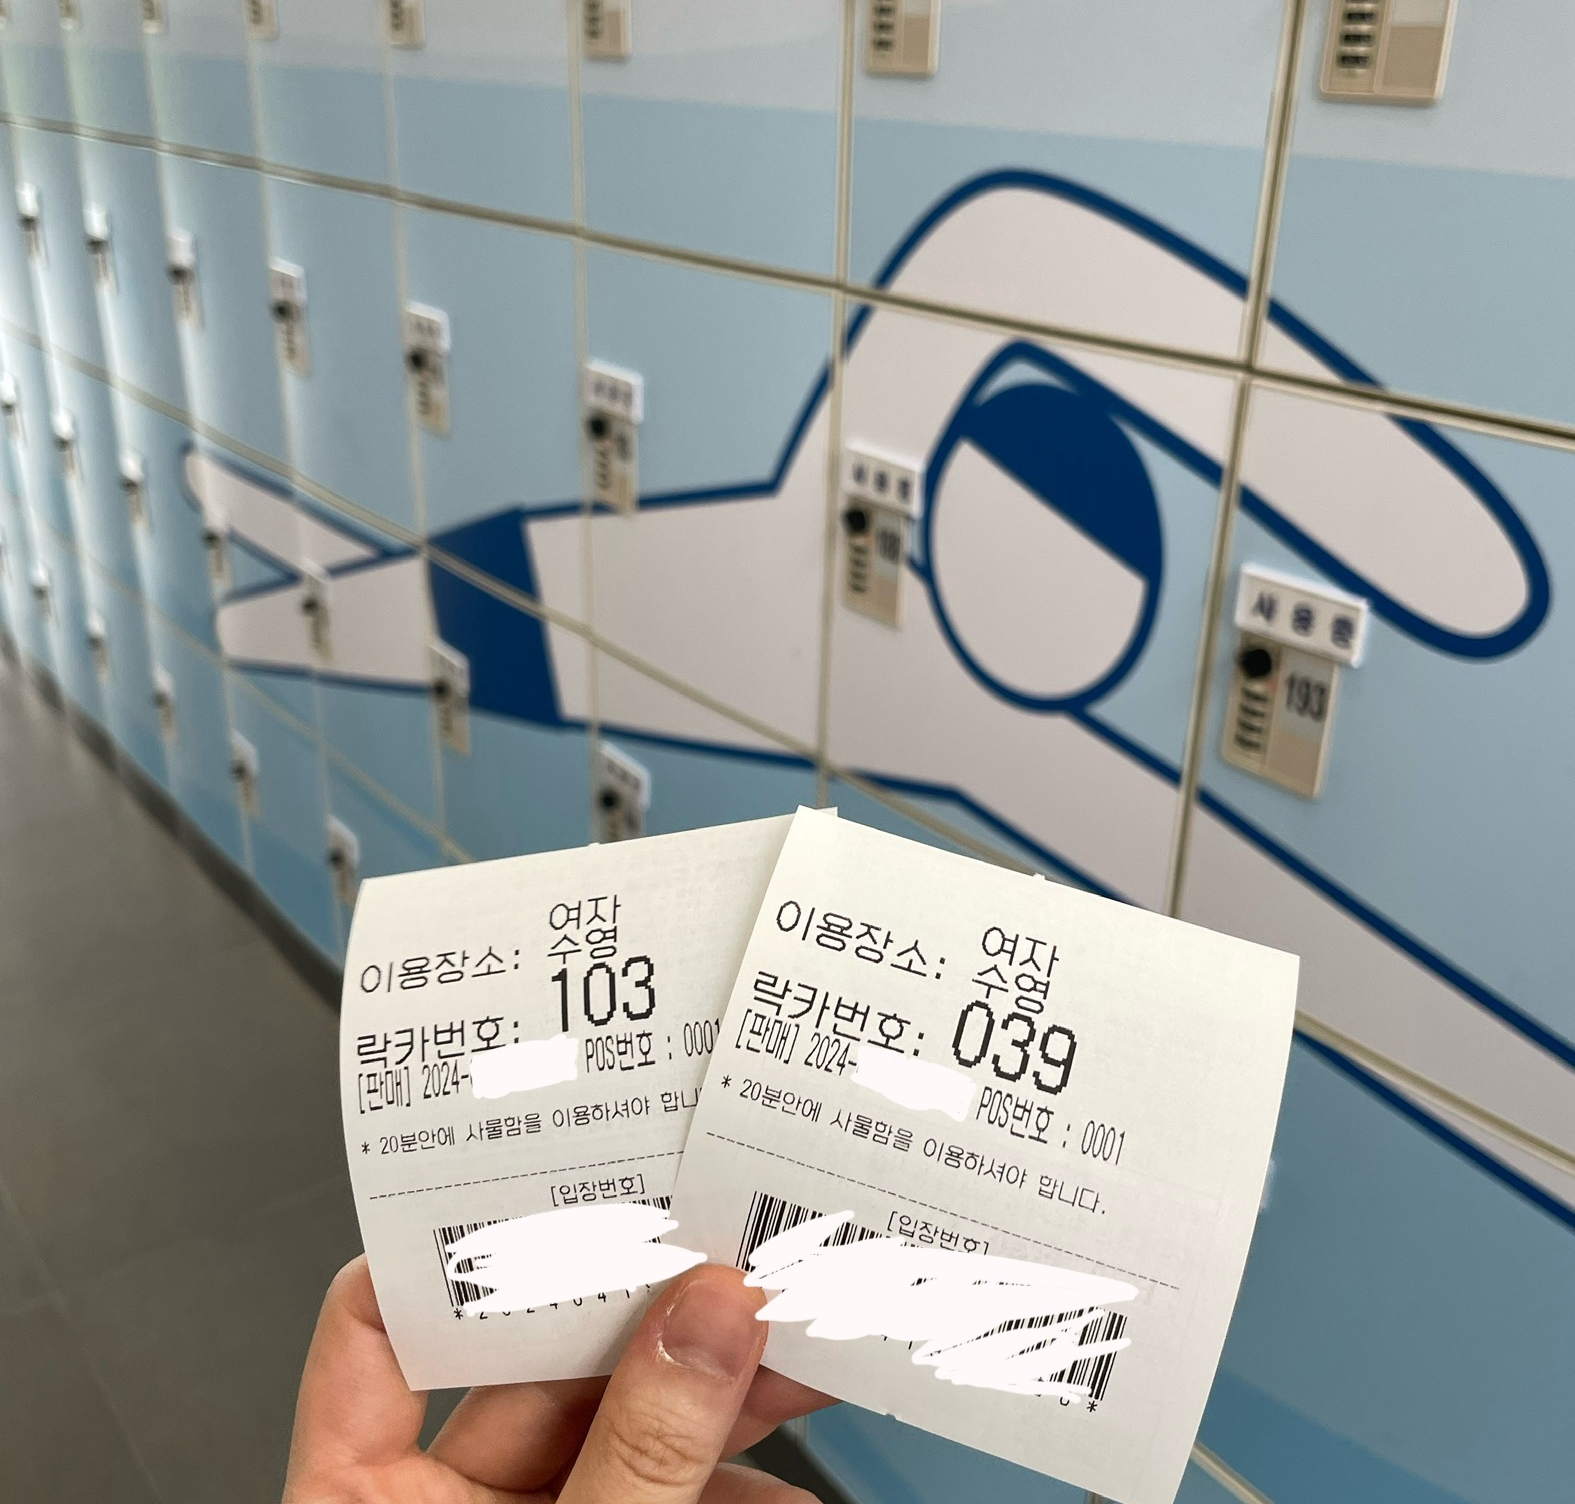 사용중
193
여자
수영
이용장소:
락카번호: 103
[판매] 2024- POS번호 : 0001
* 20분안에 사물함을 이용하셔야 합니
[입장번호]
여자
수영
이용장소:
락카번호: 039
[판매] 2024- POS번호 : 0001
* 20분안에 사물함을 이용하셔야 합니다.
[입장번호]